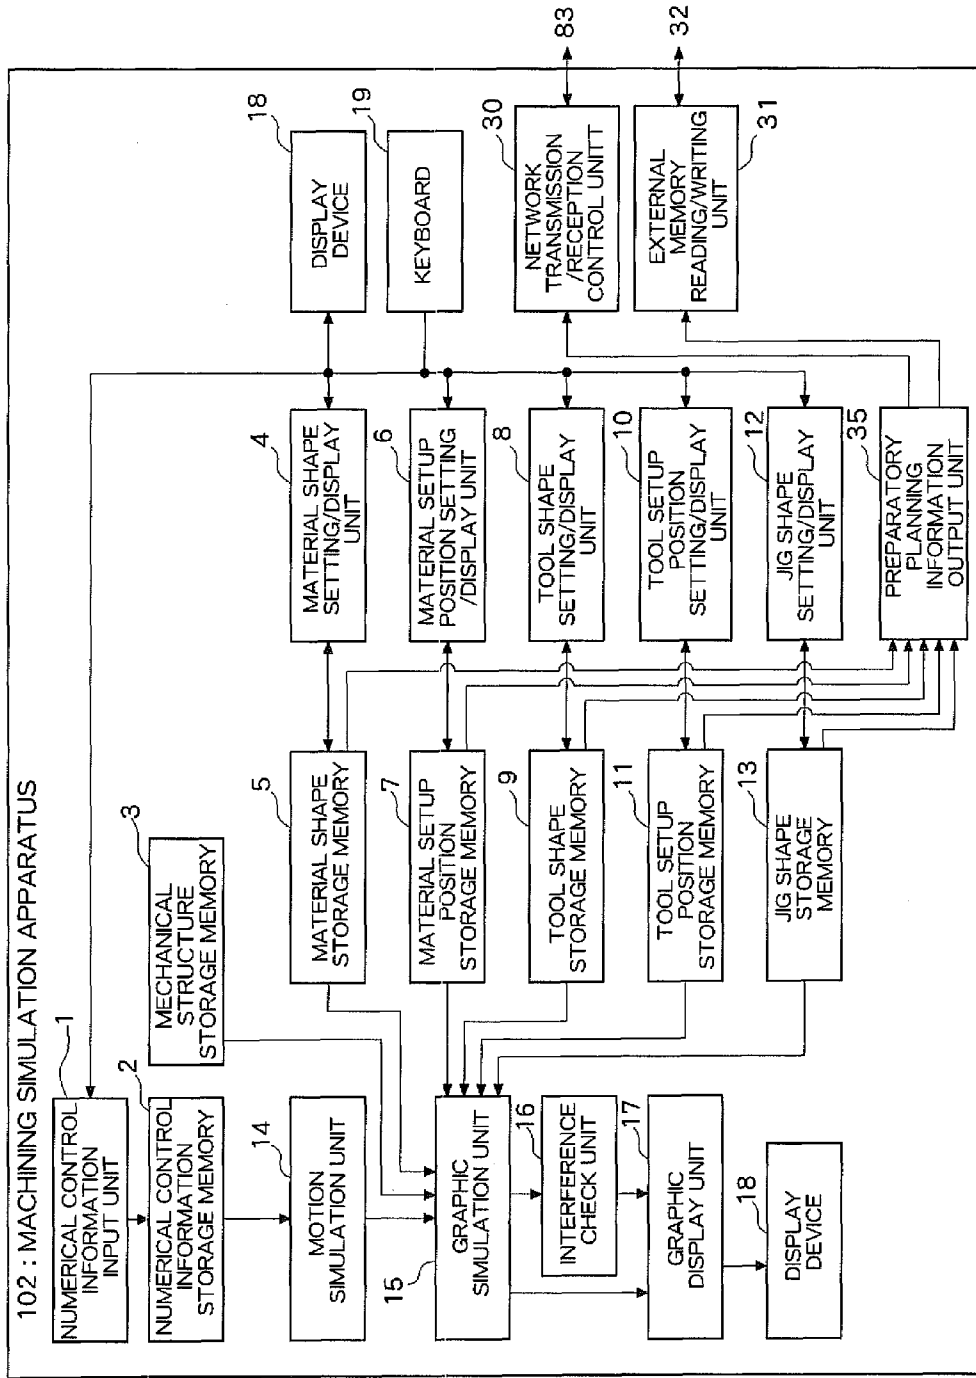 102 : MACHINING SIMULATION APPARATUS
1
NUMERICAL CONTROL
INFORMATION
INPUT UNIT
2
NUMERICAL CONTROL
INFORMATION
STORAGE MEMORY
3
MECHANICAL
STRUCTURE
STORAGE MEMORY
14
MOTION
SIMULATION UNIT
15
GRAPHIC
SIMULATION UNIT
16
INTERFERENCE
CHECK UNIT
17
GRAPHIC
DISPLAY UNIT
18
DISPLAY
DEVICE
5
MATERIAL SHAPE
STORAGE MEMORY
7
MATERIAL SETUP
POSITION
STORAGE MEMORY
9
TOOL SHAPE
STORAGE MEMORY
11
TOOL SETUP
POSITION
STORAGE MEMORY
13
JIG SHAPE
STORAGE
MEMORY
4
MATERIAL SHAPE
SETTING/DISPLAY
UNIT
6
MATERIAL SETUP
POSITION SETTING
/DISPLAY UNIT
8
TOOL SHAPE
SETTING/DISPLAY
UNIT
10
TOOL SETUP
POSITION
SETTING/DISPLAY
UNIT
12
JIG SHAPE
SETTING/DISPLAY
UNIT
35
PREPARATORY
PLANNING
INFORMATION
OUTPUT UNIT
18
DISPLAY
DEVICE
19
KEYBOARD
30
NETWORK
TRANSMISSION
/RECEPTION
CONTROL UNITT
83
31
EXTERNAL
MEMORY
READING/WRITING
UNIT
32